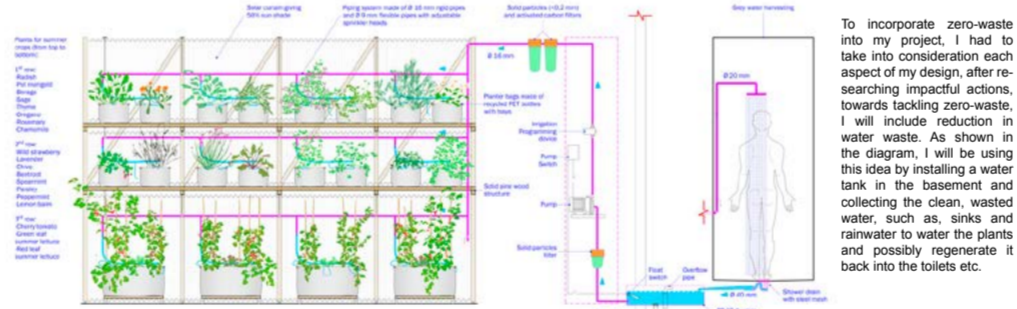 Solar curtain giving
50% sun shade
Piping system made of Ø 16 mm rigid pipes
and Ø 6 mm flexible pipes with adjustable
sprinkler heads
Solid particles (>0,2 mm)
and activated carbon filters
Grey water harvesting
Plants for summer
crops (from top to
bottom):
1st row:
Radish
Pot marigold
Borage
Sage
Thyme
Oregano
Rosemary
Chamomile
2nd row:
Wild strawberry
Lavender
Chive
Beetroot
Spearmint
Parsley
Peppermint
Lemon balm
3rd row:
Cherry tomato
Green leaf
summer lettuce
Red leaf
summer lettuce
Ø 16 mm
Planter bags made of
recycled PET bottles
with trays
Irrigation
Programming
device
Pump
Switch
Solid pine wood
structure
Pump
Solid particles
filter
Float
switch
Overflow
pipe
Ø 20 mm
Ø 45 mm
Shower drain
with steel mesh
To incorporate zero-waste
into my project, I had to
take into consideration each
aspect of my design, after re-
searching impactful actions,
towards tackling zero-waste,
I will include reduction in
water waste. As shown in
the diagram, I will be using
this idea by installing a water
tank in the basement and
collecting the clean, wasted
water, such as, sinks and
rainwater to water the plants
and possibly regenerate it
back into the toilets etc.